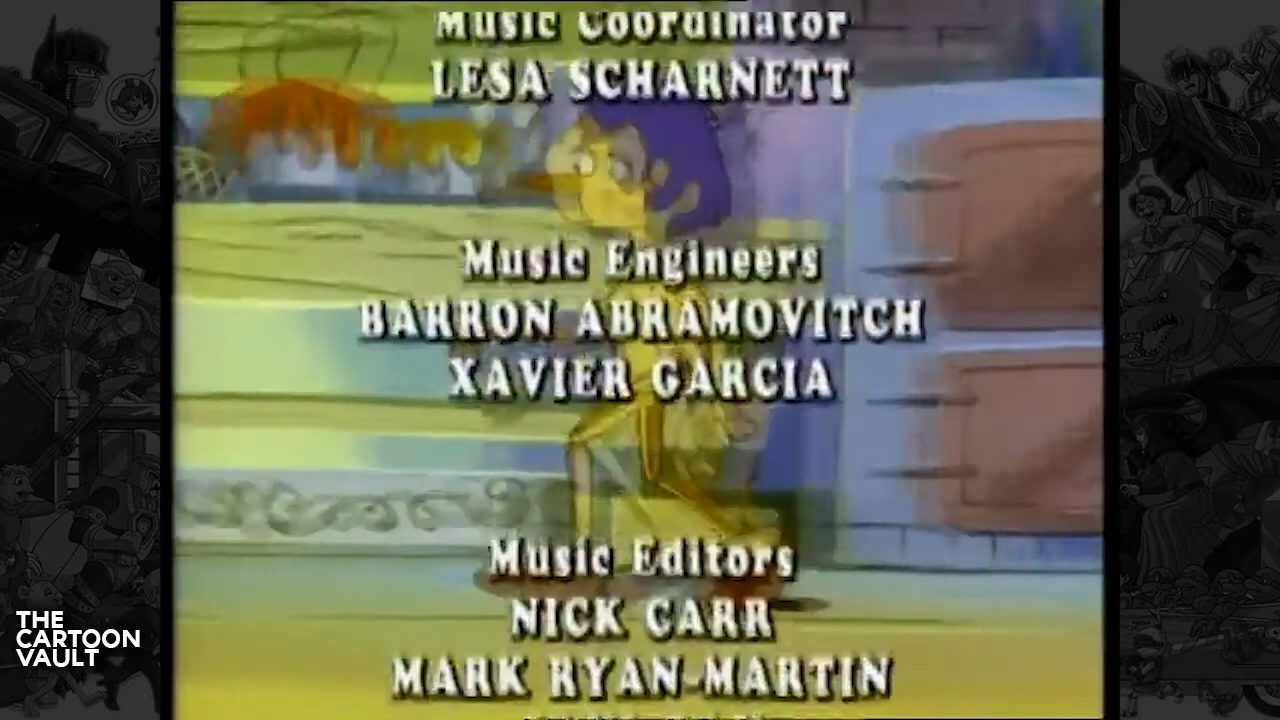 Music Coordinator
LESA SCHARNETT
Music Engineers
BARRON ABRAMOVITCH
XAVIER GARCIA
Music Editors
NICK CARR
MARK RYAN-MARTIN
THE
CARTOON
VAULT